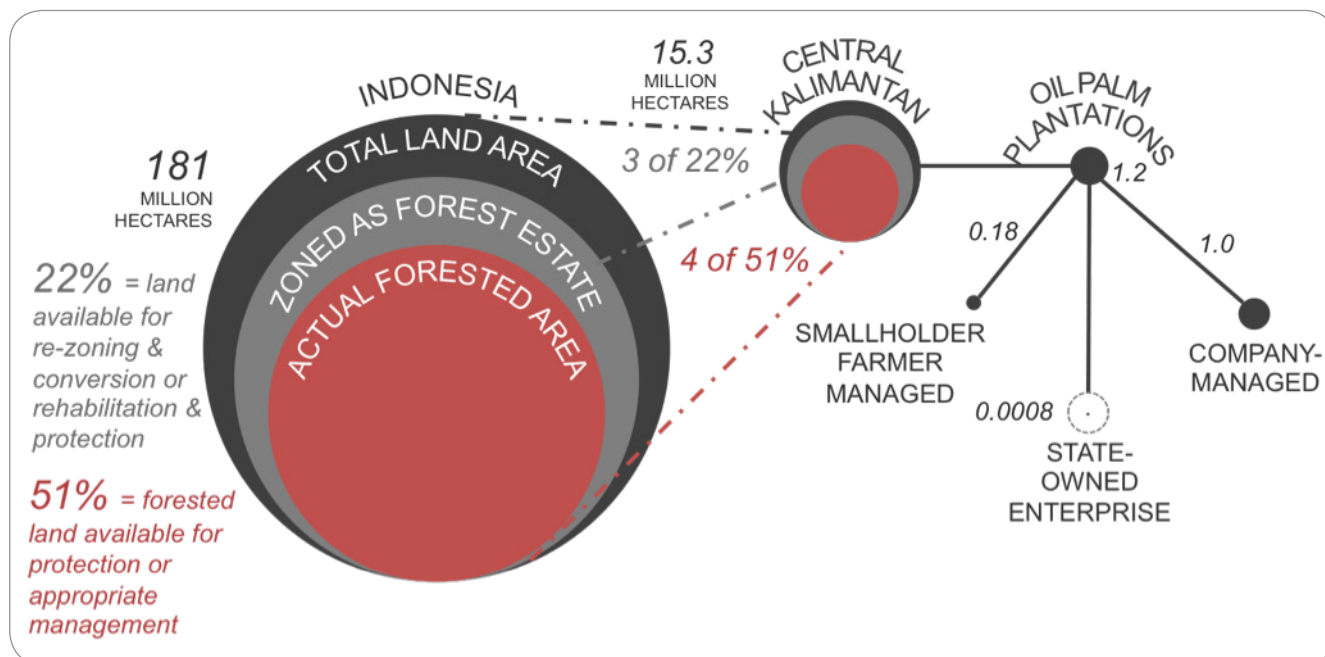 INDONESIA
TOTAL LAND AREA
ZONED AS FOREST ESTATE
ACTUAL FORESTED AREA
181
MILLION
HECTARES
22% = land
available for
re-zoning &
conversion or
rehabilitation &
protection
51% = forested
land available for
protection or
appropriate
management
15.3
MILLION
HECTARES
3 of 22%
4 of 51%
CENTRAL
KALIMANTAN
OIL PALM
PLANTATIONS
1.2
0.18
1.0
0.0008
SMALLHOLDER
FARMER
MANAGED
STATE-
OWNED
ENTERPRISE
COMPANY-
MANAGED